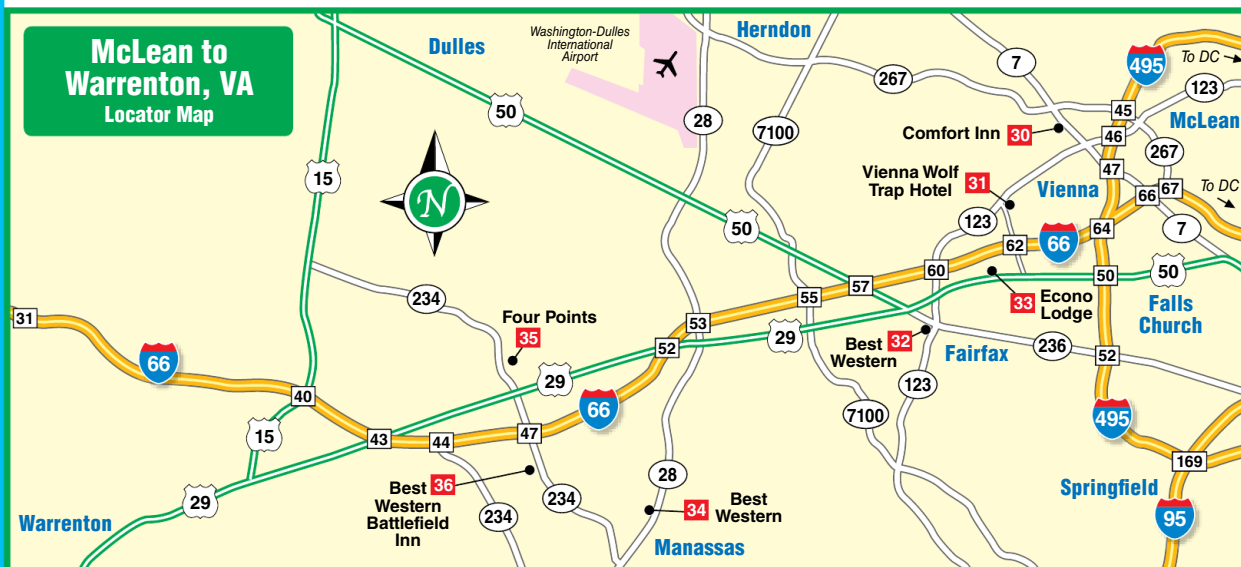 McLean to
Warrenton, VA
Locator Map
Dulles
Washington-Dulles
International
Airport
Herndon
495
To DC
7
267
123
50
28
45
McLean
7100
Comfort Inn 30
46
267
15
Vienna Wolf
Trap Hotel
31
47
Vienna
To DC
66
67
N
50
123
64
7
62
66
60
50
50
234
57
33 Econo
Lodge
Falls
Church
55
31
Four Points
35
53
29
Best
Western
32
Fairfax
236
52
52
66
29
123
40
66
7100
495
15
43
44
47
169
Best
Western
Battlefield
Inn
36
28
Springfield
29
234
234
34
Best
Western
95
Warrenton
Manassas